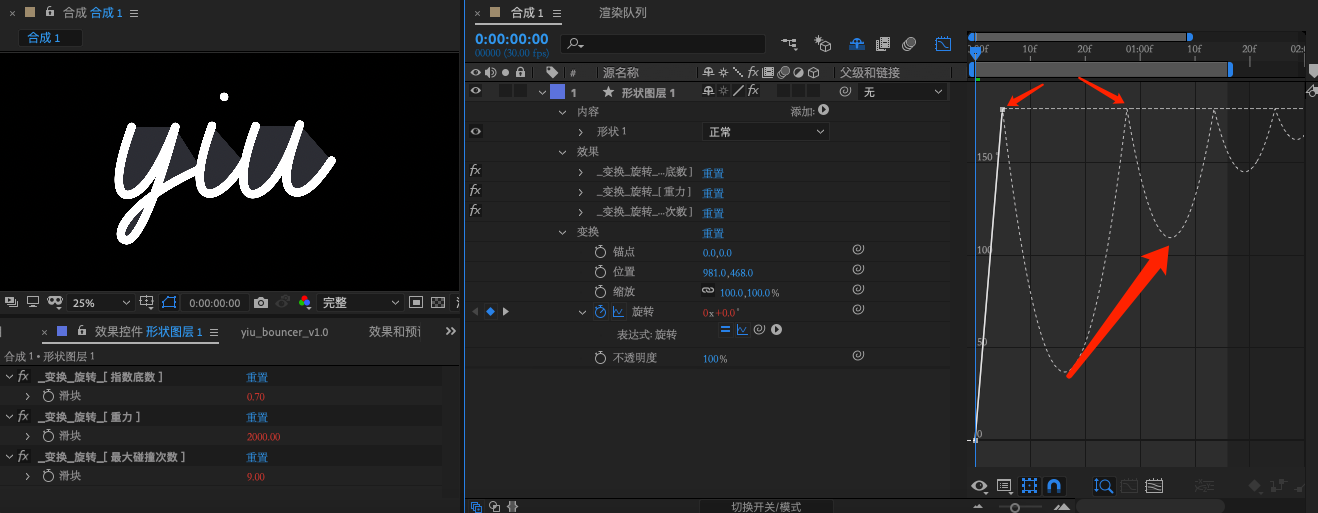 × 合成 合成 1 ≡
合成 1
yiu
25%
0:00:00:00
完整
× 效果控件 形状图层 1 ≡
yiu_bouncer_v1.0
效果和预设
合成 1 • 形状图层 1
fx _变换_旋转_[ 指数底数 ] 重置
滑块 0.70
fx _变换_旋转_[ 重力 ] 重置
滑块 2000.00
fx _变换_旋转_[ 最大碰撞次数 ] 重置
滑块 9.00
× 合成 1 ≡ 渲染队列
0:00:00:00
00000 (30.00 fps)
# 源名称 fx 父级和链接
1 ★ 形状图层 1 fx 无
内容 添加:
形状 1 正常
效果
fx _变换_旋转_...底数 ] 重置
fx _变换_旋转_[ 重力 ] 重置
fx _变换_旋转_...次数 ] 重置
变换 重置
锚点 0.0,0.0
位置 981.0,468.0
缩放 100.0,100.0%
旋转 0x+0.0°
表达式: 旋转
不透明度 100%
切换开关/模式
:00f 10f 20f 01:00f 10f 20f 02:0
150 °
100
50
0